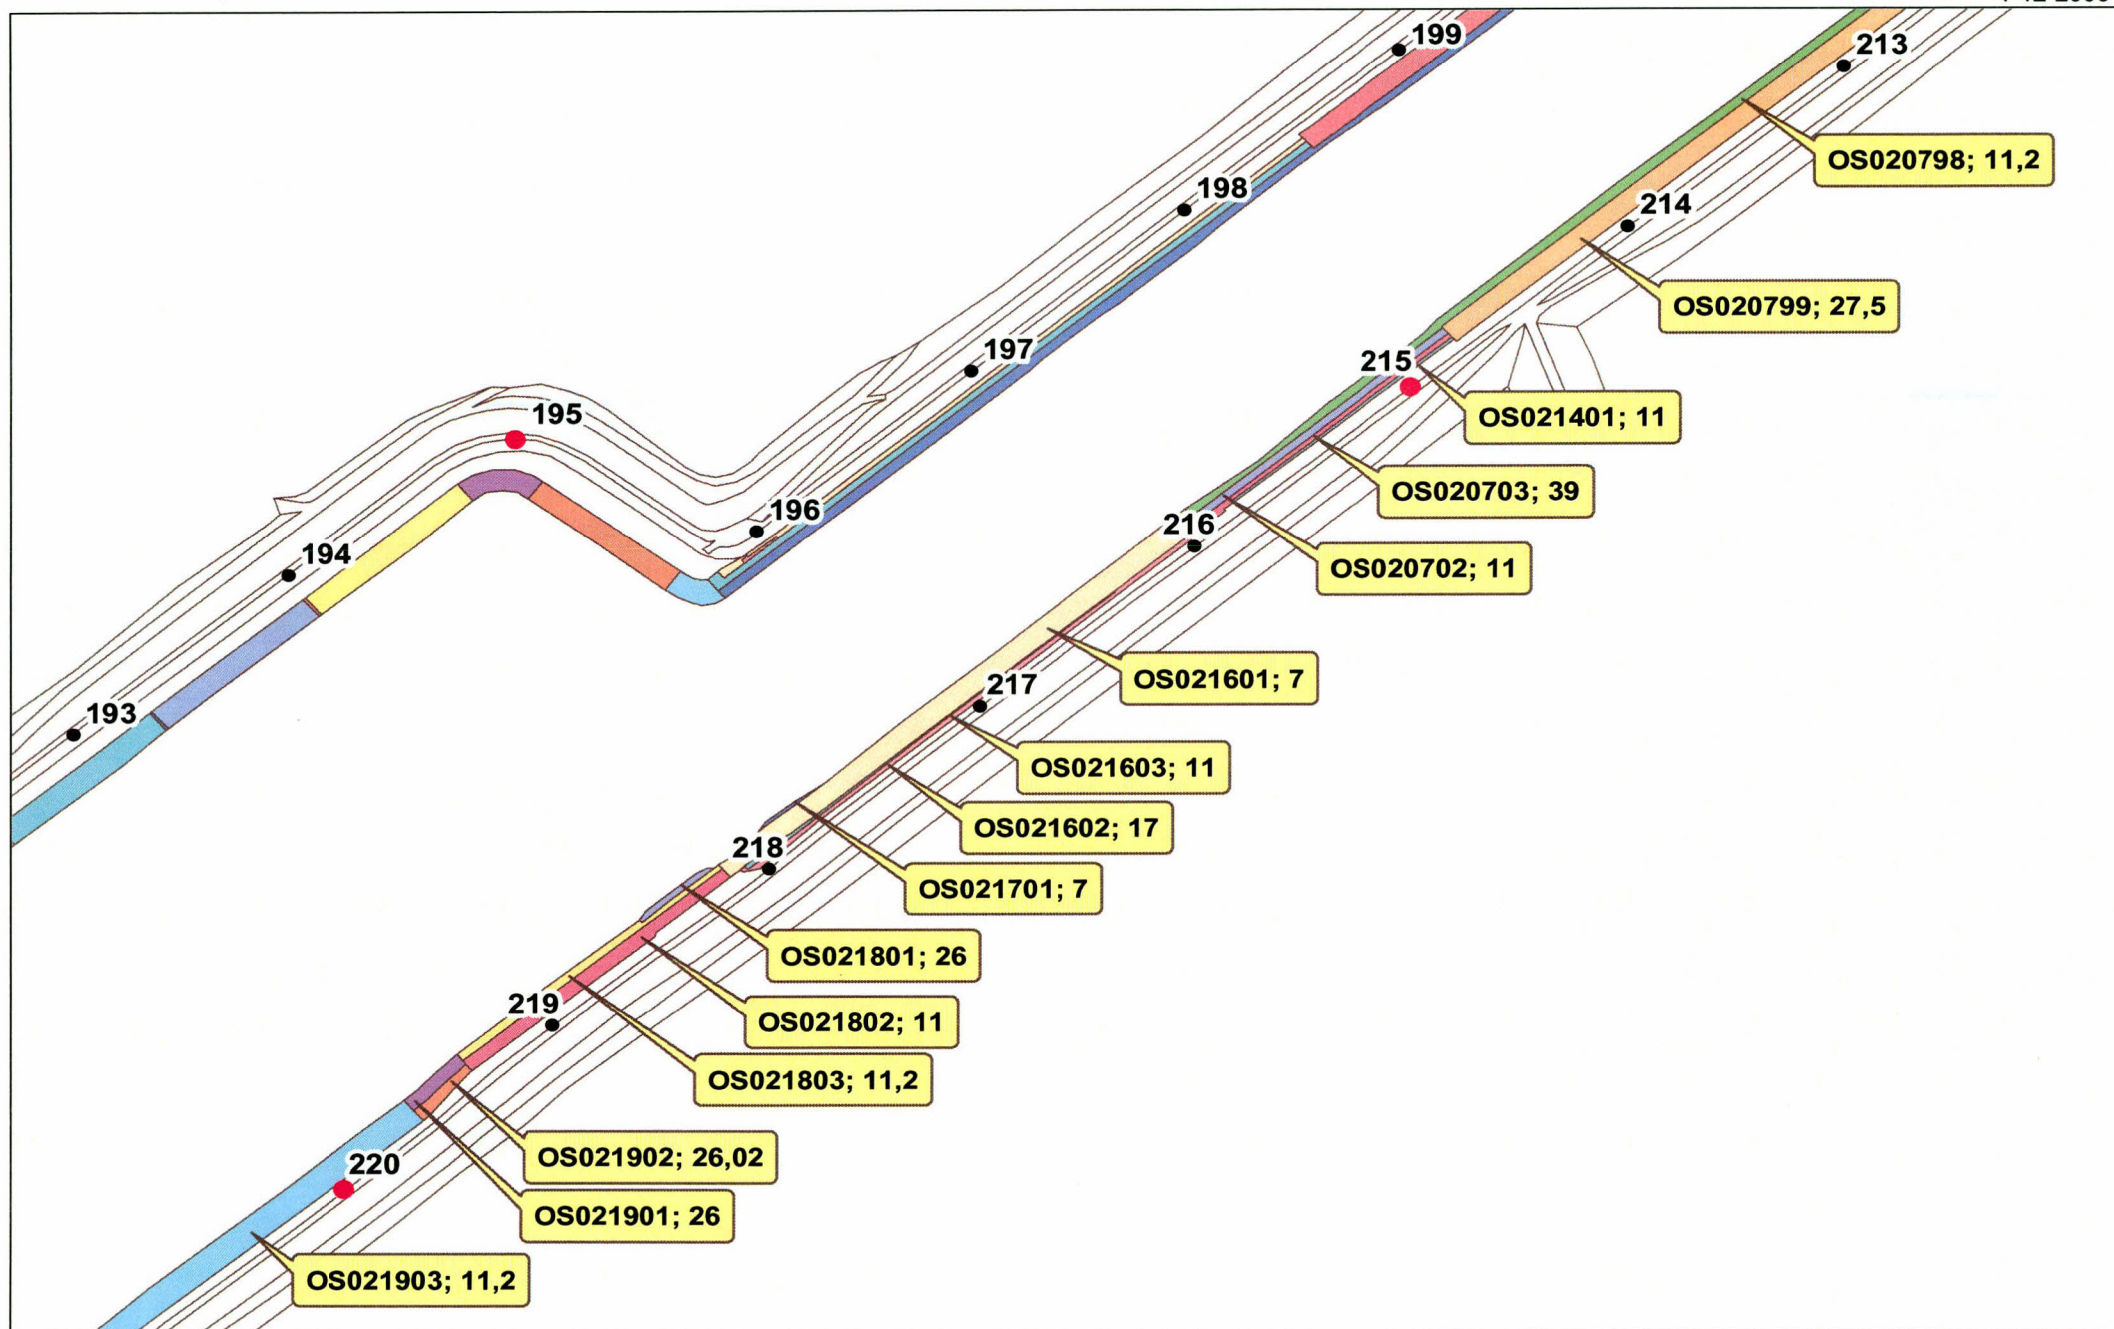 199
213
OS020798; 11,2
198
214
OS020799; 27,5
197
215
195
OS021401; 11
OS020703; 39
196
216
194
OS020702; 11
OS021601; 7
217
193
OS021603; 11
OS021602; 17
218
OS021701; 7
OS021801; 26
219
OS021802; 11
OS021803; 11,2
OS021902; 26,02
220
OS021901; 26
OS021903; 11,2